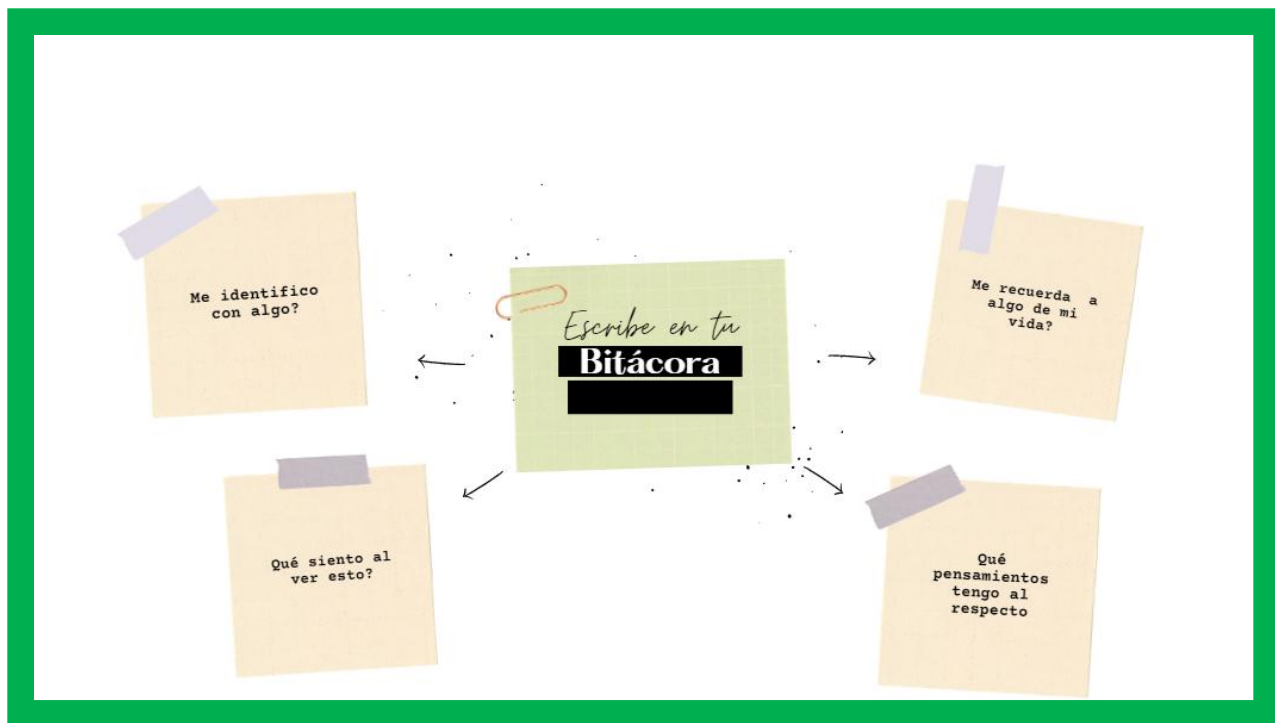 Me identifico
con algo?
Escribe en tu
Bitácora
Me recuerda a
algo de mi
vida?
Qué siento al
ver esto?
Qué
pensamientos
tengo al
respecto